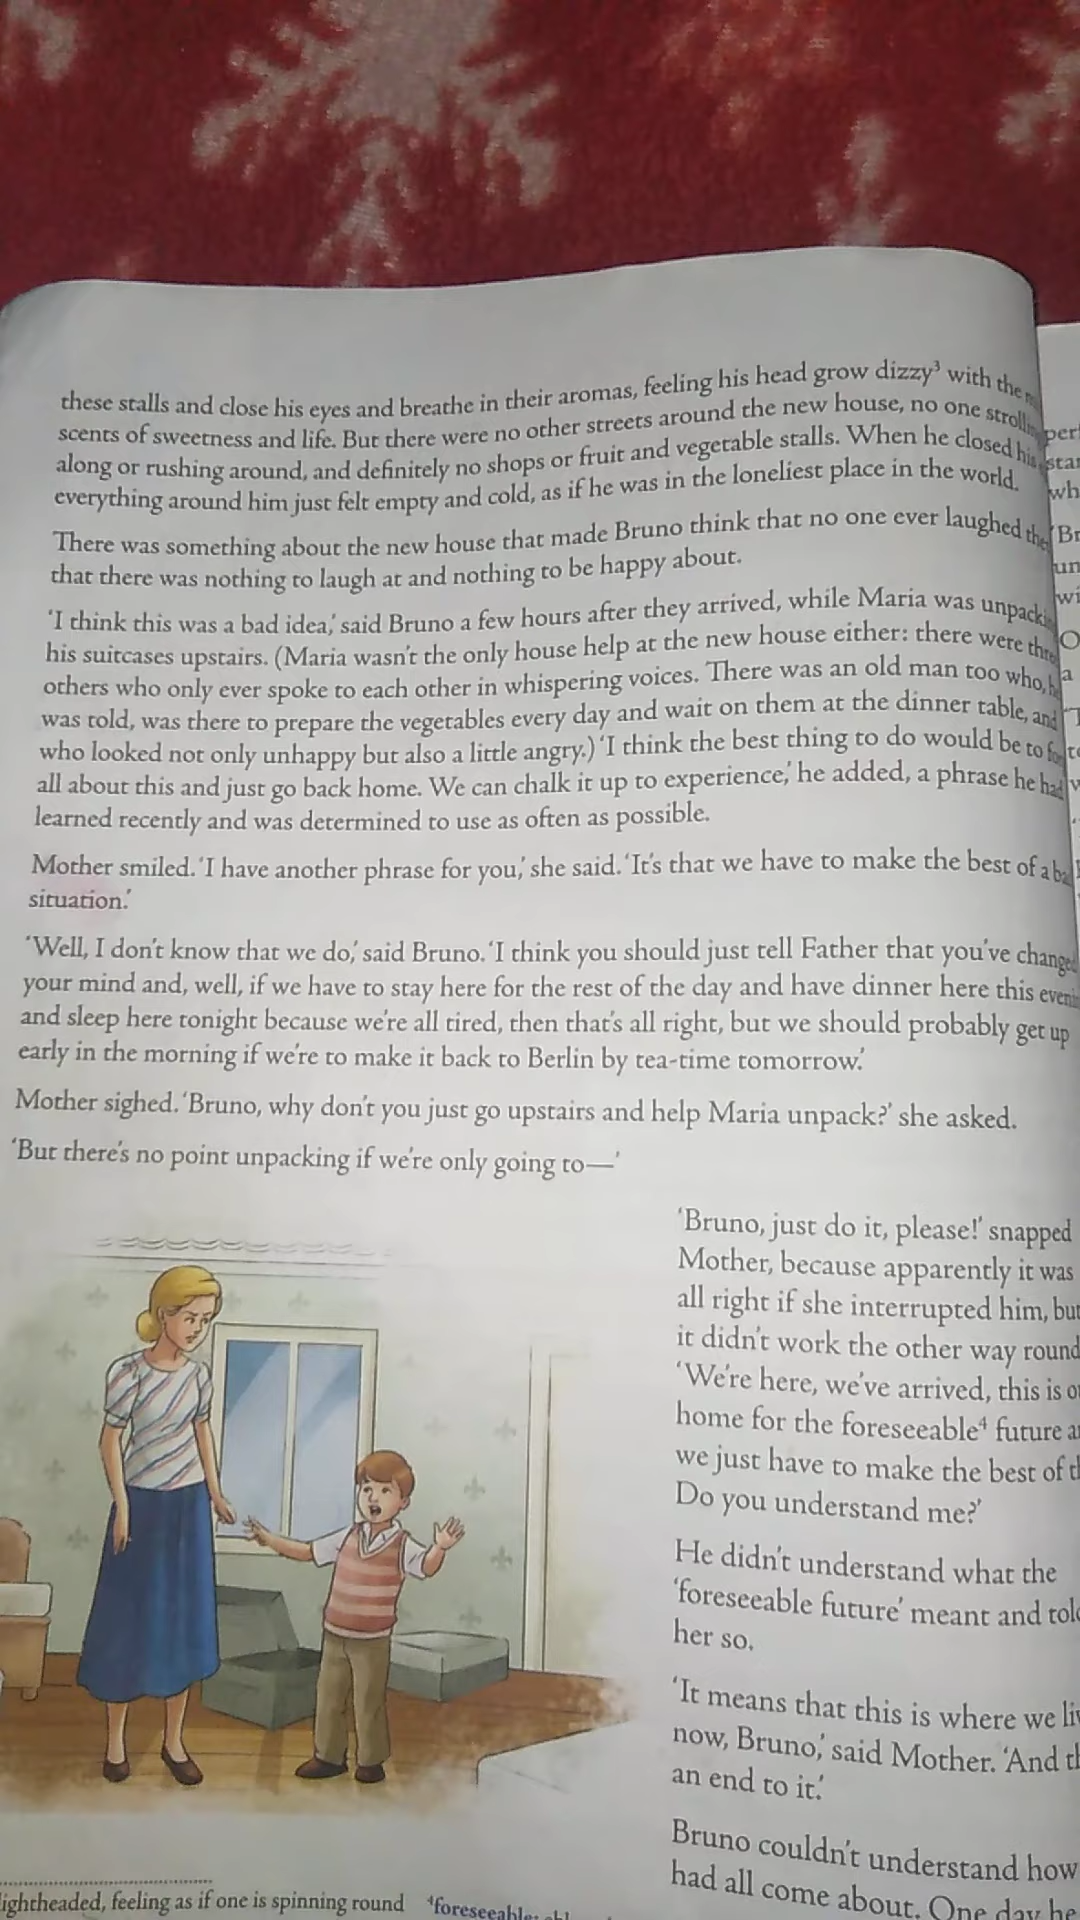 these stalls and close his eyes and breathe in their aromas, feeling his head grow dizzy³ with the
scents of sweetness and life. But there were no other streets around the new house, no one
along or rushing around, and definitely no shops or fruit and vegetable stalls. When he closed his
everything around him just felt empty and cold, as if he was in the loneliest place in the world.
There was something about the new house that made Bruno think that no one ever laughed
that there was nothing to laugh at and nothing to be happy about.
'I think this was a bad idea,' said Bruno a few hours after they arrived, while Maria was
his suitcases upstairs. (Maria wasn't the only house help at the new house either: there were
others who only ever spoke to each other in whispering voices. There was an old man too who,
was told, was there to prepare the vegetables every day and wait on them at the dinner table, and
who looked not only unhappy but also a little angry.) 'I think the best thing to do would be to
all about this and just go back home. We can chalk it up to experience,' he added, a phrase he had
learned recently and was determined to use as often as possible.
Mother smiled. 'I have another phrase for you,' she said. 'It's that we have to make the best of a
situation.'
'Well, I don't know that we do,' said Bruno. 'I think you should just tell Father that you've
your mind and, well, if we have to stay here for the rest of the day and have dinner here this
and sleep here tonight because we're all tired, then that's all right, but we should probably get up
early in the morning if we're to make it back to Berlin by tea-time tomorrow.'
Mother sighed. 'Bruno, why don't you just go upstairs and help Maria unpack?' she asked.
'But there's no point unpacking if we're only going to—'
'Bruno, just do it, please!' snapped
Mother, because apparently it was
all right if she interrupted him, but
it didn't work the other way round
'We're here, we've arrived, this is
home for the foreseeable⁴ future
we just have to make the best of
Do you understand me?'
He didn't understand what the
'foreseeable future' meant and
her so.
'It means that this is where we
now, Bruno,' said Mother. 'And
an end to it.'
Bruno couldn't understand how
had all come about. One day he
feeling as if one is spinning round ⁴foreseeable: